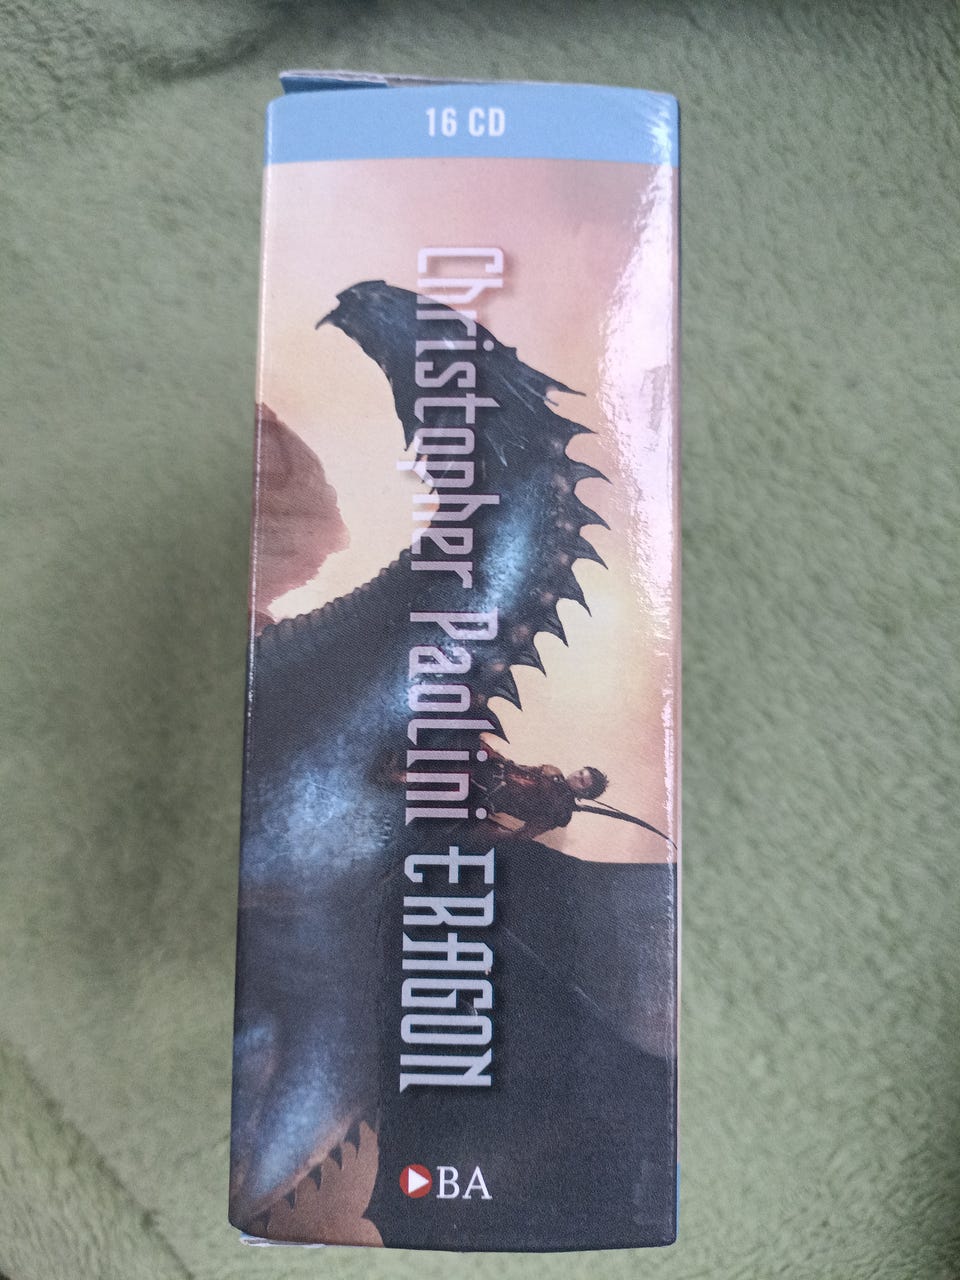 16 CD
Christopher Paolini ERAGON
BA